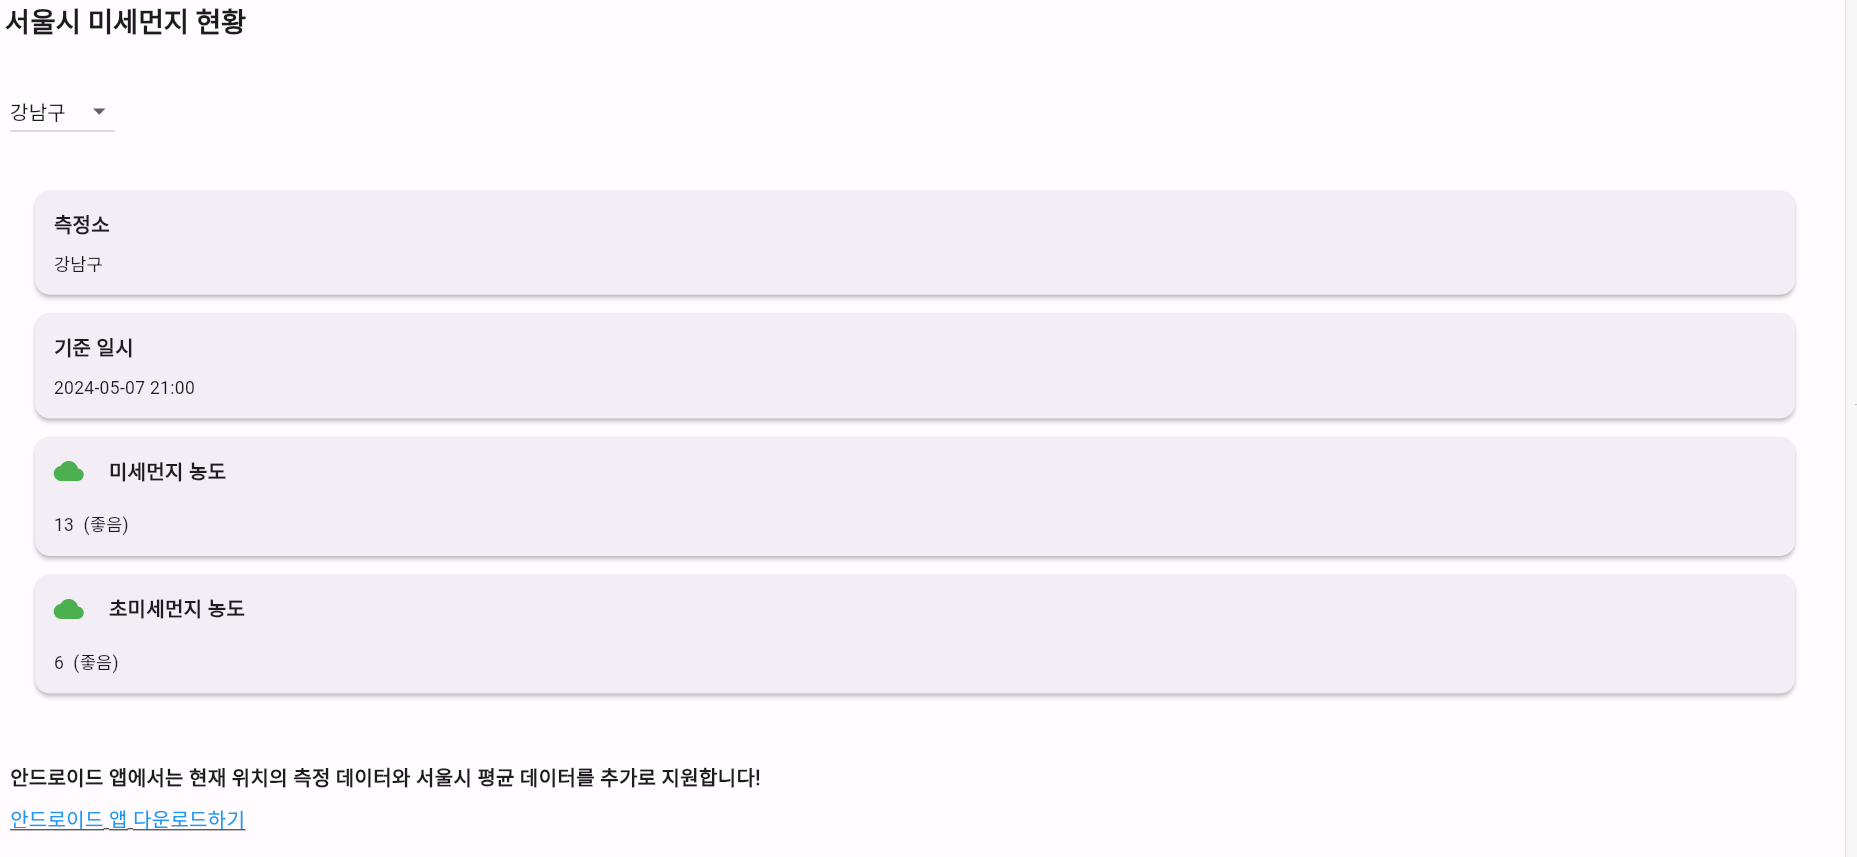 서울시 미세먼지 현황
강남구
측정소
강남구
기준 일시
2024-05-07 21:00
미세먼지 농도
13 (좋음)
초미세먼지 농도
6 (좋음)
안드로이드 앱에서는 현재 위치의 측정 데이터와 서울시 평균 데이터를 추가로 지원합니다!
안드로이드 앱 다운로드하기